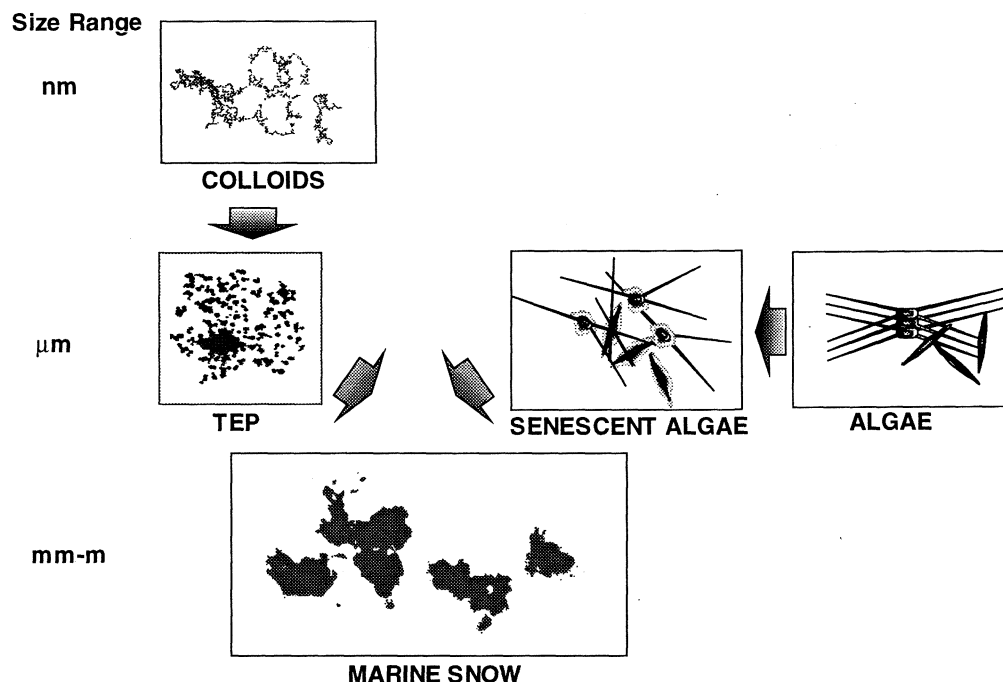 Size Range
nm
COLLOIDS
μm
TEP
SENESCENT ALGAE
ALGAE
mm-m
MARINE SNOW